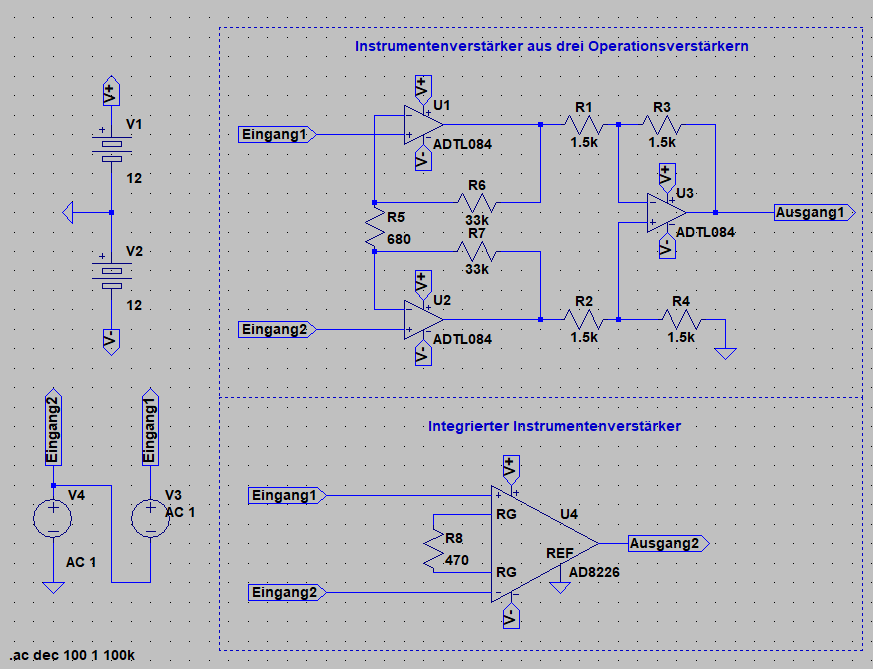 Instrumentenverstärker aus drei Operationsverstärkern
V+
V1
12
V2
12
V-
Eingang1
V+
U1
ADTL084
V-
R1
1.5k
R3
1.5k
R6
33k
R5
680
R7
33k
V+
U3
ADTL084
V-
Ausgang1
Eingang2
V+
U2
ADTL084
V-
R2
1.5k
R4
1.5k
Eingang2
Eingang1
V4
AC 1
V3
AC 1
Integrierter Instrumentenverstärker
Eingang1
V+
U4
RG
R8
470
REF
RG
AD8226
Ausgang2
Eingang2
V-
.ac dec 100 1 100k